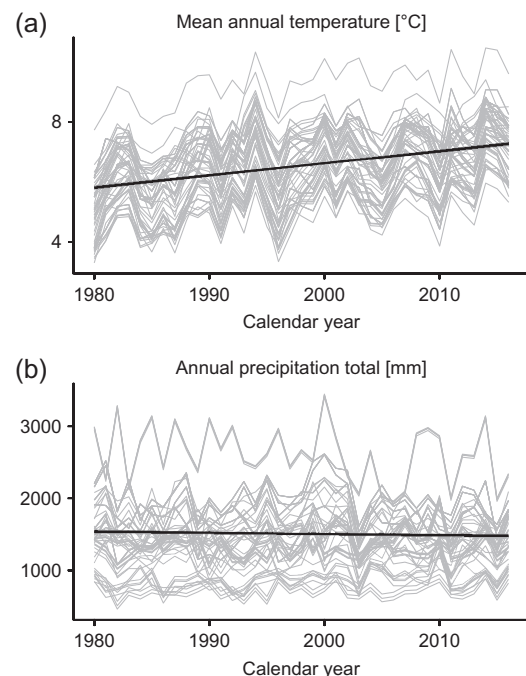 (a)
Mean annual temperature [°C]
8
4
1980 1990 2000 2010
Calendar year
(b)
Annual precipitation total [mm]
3000
2000
1000
1980 1990 2000 2010
Calendar year